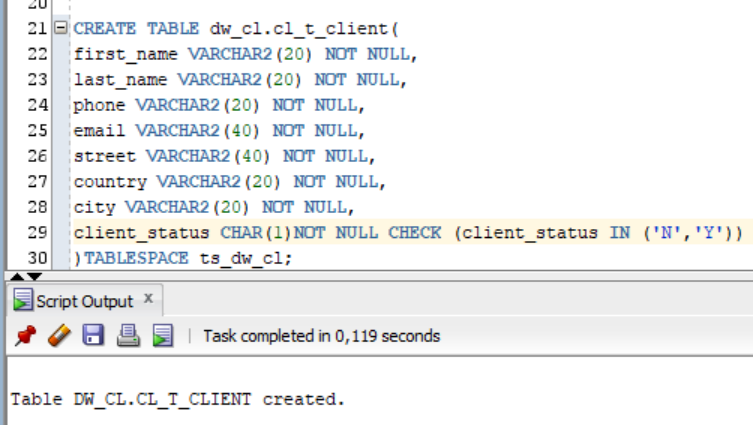 20
21 CREATE TABLE dw_cl.cl_t_client(
22 first_name VARCHAR2(20) NOT NULL,
23 last_name VARCHAR2(20) NOT NULL,
24 phone VARCHAR2(20) NOT NULL,
25 email VARCHAR2(40) NOT NULL,
26 street VARCHAR2(40) NOT NULL,
27 country VARCHAR2(20) NOT NULL,
28 city VARCHAR2(20) NOT NULL,
29 client_status CHAR(1)NOT NULL CHECK (client_status IN ('N','Y'))
30 )TABLESPACE ts_dw_cl;
Script Output x
Task completed in 0,119 seconds
Table DW_CL.CL_T_CLIENT created.